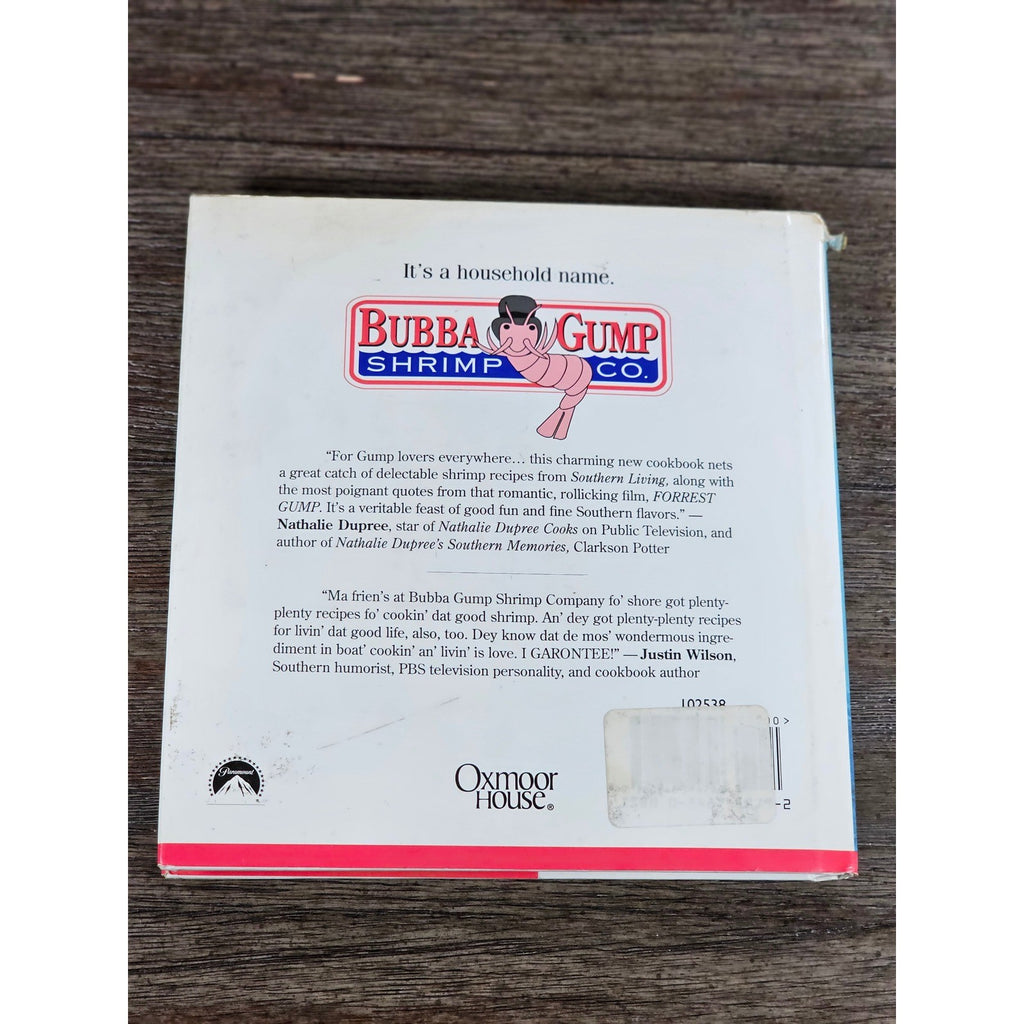 It's a household name.
BUBBA GUMP
SHRIMP CO.
“For Gump lovers everywhere... this charming new cookbook nets
a great catch of delectable shrimp recipes from Southern Living, along with
the most poignant quotes from that romantic, rollicking film, FORREST
GUMP. It's a veritable feast of good fun and fine Southern flavors.” —
Nathalie Dupree, star of Nathalie Dupree Cooks on Public Television, and
author of Nathalie Dupree's Southern Memories, Clarkson Potter
“Ma frien's at Bubba Gump Shrimp Company fo' shore got plenty-
plenty recipes fo' cookin' dat good shrimp. An' dey got plenty-plenty recipes
for livin' dat good life, also, too. Dey know dat de mos' wondermous ingre-
diment in boat' cookin' an' livin' is love. I GARONTEE!” — Justin Wilson,
Southern humorist, PBS television personality, and cookbook author
102538
Paramount
OXMOOR
HOUSE®
-2